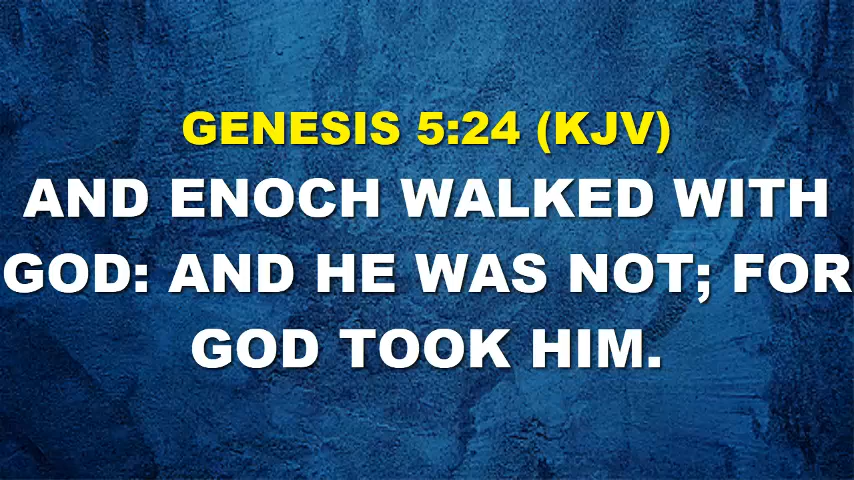 GENESIS 5:24 (KJV)
AND ENOCH WALKED WITH
GOD: AND HE WAS NOT; FOR
GOD TOOK HIM.